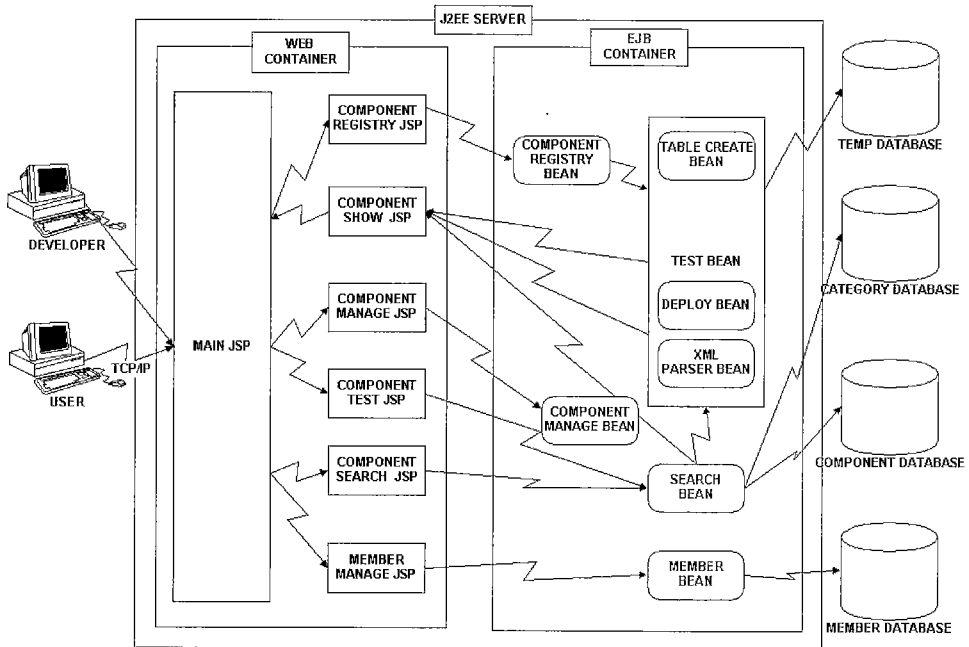 J2EE SERVER
WEB
CONTAINER
EJB
CONTAINER
COMPONENT
REGISTRY JSP
COMPONENT
REGISTRY
BEAN
TABLE CREATE
BEAN
TEMP DATABASE
COMPONENT
SHOW JSP
DEVELOPER
TEST BEAN
CATEGORY DATABASE
COMPONENT
MANAGE JSP
DEPLOY BEAN
MAIN JSP
XML
PARSER BEAN
TCP/IP
USER
COMPONENT
TEST JSP
COMPONENT
MANAGE BEAN
COMPONENT
SEARCH JSP
SEARCH
BEAN
COMPONENT DATABASE
MEMBER
MANAGE JSP
MEMBER
BEAN
MEMBER DATABASE